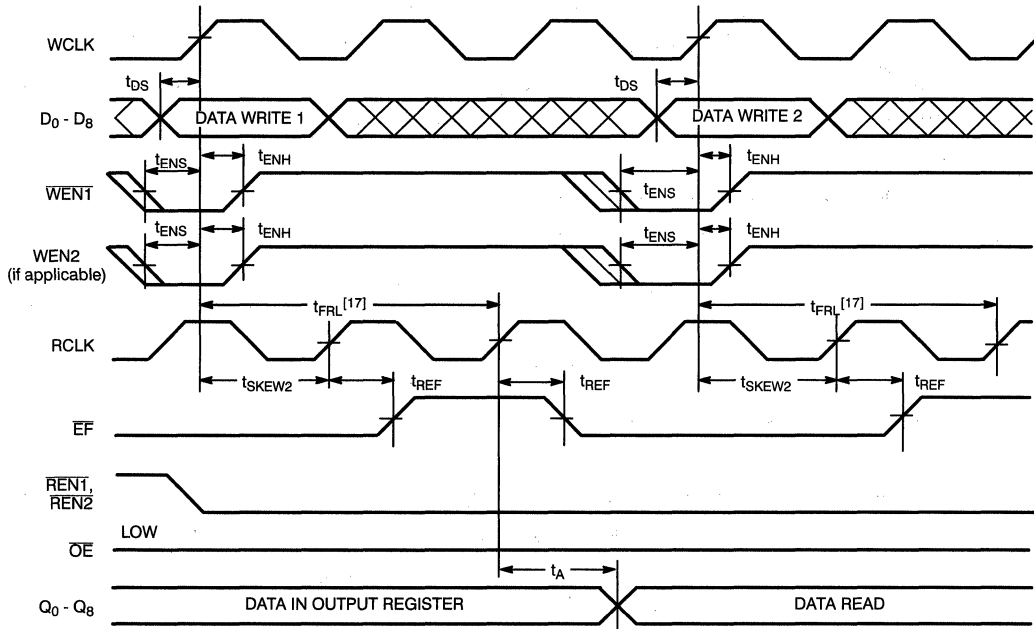 WCLK
tDS
tDS
D0 - D8
DATA WRITE 1
DATA WRITE 2
tENS
tENH
tENS
tENH
WEN1
tENS
tENH
tENS
tENH
WEN2
(if applicable)
tFRL[17]
tFRL[17]
RCLK
tSKEW2
tREF
tREF
tSKEW2
tREF
EF
REN1,
REN2
LOW
OE
tA
Q0 - Q8
DATA IN OUTPUT REGISTER
DATA READ